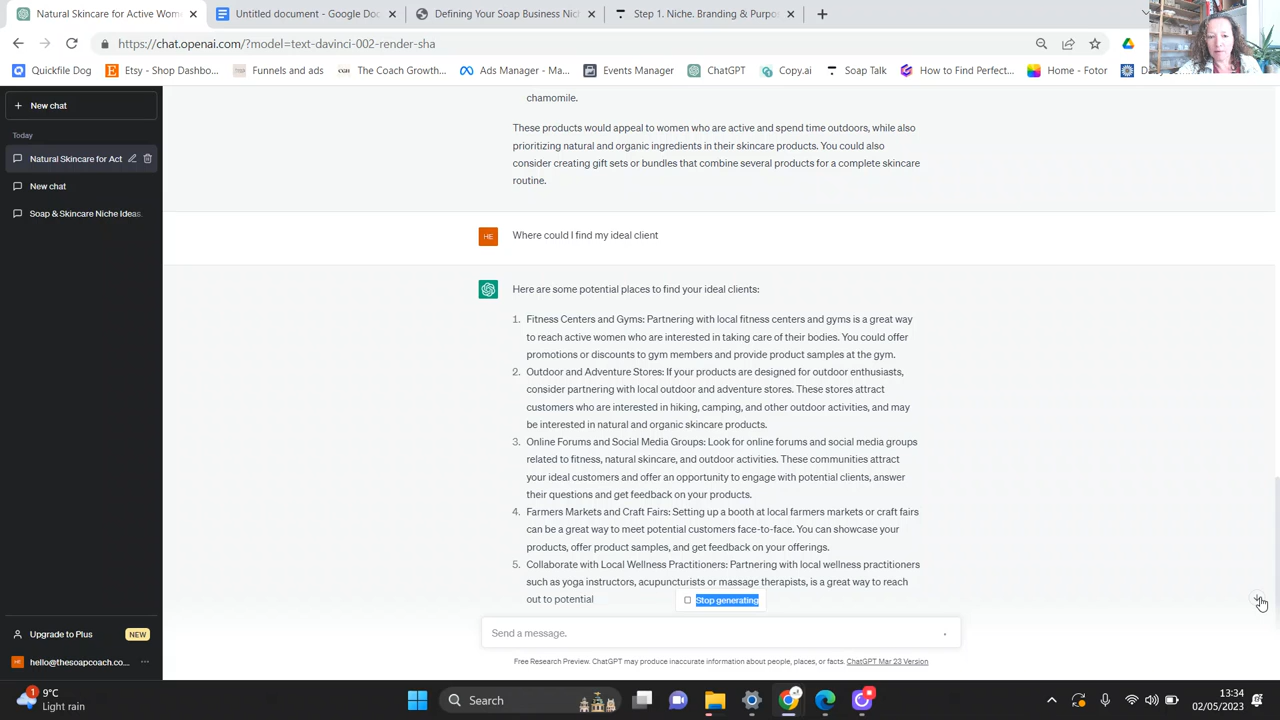 Natural Skincare for Active Wom
Untitled document - Google Doc
Defining Your Soap Business Nich
Step 1. Niche. Branding & Purpo
https://chat.openai.com/?model=text-davinci-002-render-sha
Quickfile Dog
Etsy - Shop Dashbo...
Funnels and ads
The Coach Growth...
Ads Manager - Ma...
Events Manager
ChatGPT
Copy.ai
Soap Talk
How to Find Perfect...
Home - Fotor
New chat
Today
Natural Skincare for Act
New chat
Soap & Skincare Niche Ideas.
Upgrade to Plus
NEW
HE
hello@thesoapcoach.co...
chamomile.
These products would appeal to women who are active and spend time outdoors, while also
prioritizing natural and organic ingredients in their skincare products. You could also
consider creating gift sets or bundles that combine several products for a complete skincare
routine.
HE
Where could I find my ideal client
Here are some potential places to find your ideal clients:
1. Fitness Centers and Gyms: Partnering with local fitness centers and gyms is a great way
to reach active women who are interested in taking care of their bodies. You could offer
promotions or discounts to gym members and provide product samples at the gym.
2. Outdoor and Adventure Stores: If your products are designed for outdoor enthusiasts,
consider partnering with local outdoor and adventure stores. These stores attract
customers who are interested in hiking, camping, and other outdoor activities, and may
be interested in natural and organic skincare products.
3. Online Forums and Social Media Groups: Look for online forums and social media groups
related to fitness, natural skincare, and outdoor activities. These communities attract
your ideal customers and offer an opportunity to engage with potential clients, answer
their questions and get feedback on your products.
4. Farmers Markets and Craft Fairs: Setting up a booth at local farmers markets or craft fairs
can be a great way to meet potential customers face-to-face. You can showcase your
products, offer product samples, and get feedback on your offerings.
5. Collaborate with Local Wellness Practitioners: Partnering with local wellness practitioners
such as yoga instructors, acupuncturists or massage therapists, is a great way to reach
out to potential
Stop generating
Send a message.
Free Research Preview. ChatGPT may produce inaccurate information about people, places, or facts. ChatGPT Mar 23 Version
1
9°C
Light rain
Search
13:34
02/05/2023